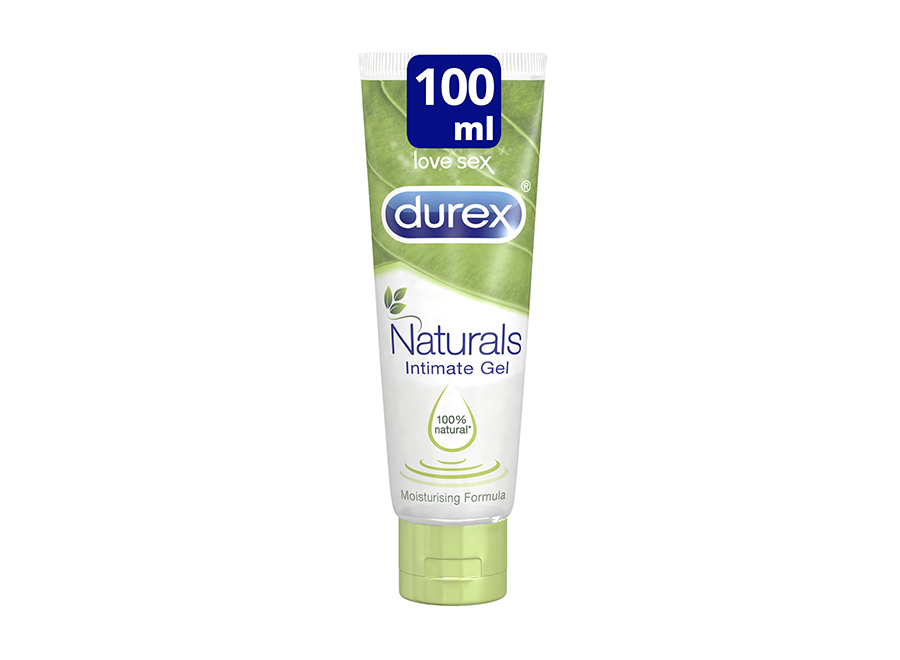 100
ml
love sex
durex®
Naturals
Intimate Gel
100%
natural*
Moisturising Formula